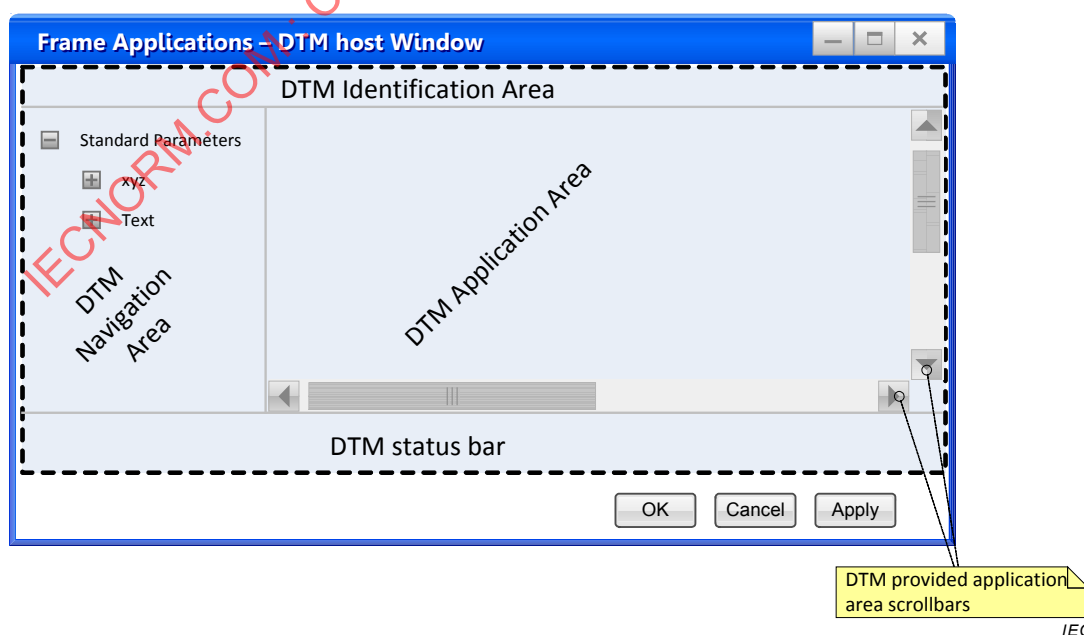 Frame Applications – DTM host Window
DTM Identification Area
Standard Parameters
xyz
Text
DTM
Navigation
Area
DTM Application Area
DTM status bar
OK
Cancel
Apply
DTM provided application
area scrollbars
IEC
IECNORM.COM